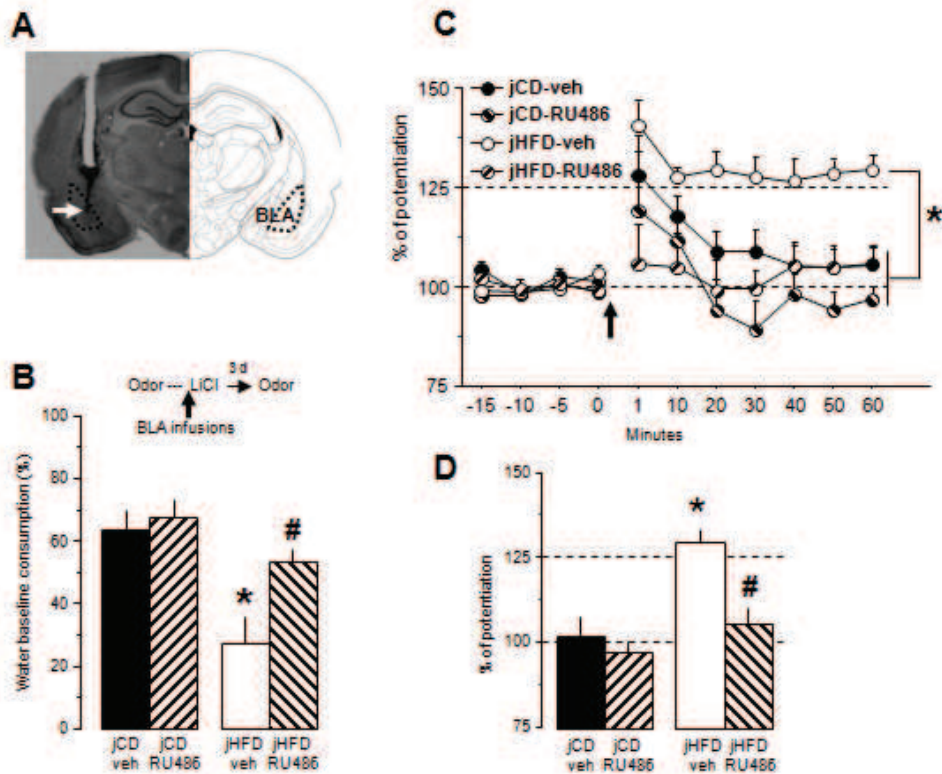 A
BLA
B
3 d
Odor --- LiCl → Odor
BLA infusions
Water baseline consumption (%)
100
80
60
40
20
0
jCD
veh
jCD
RU486
jHFD
veh
jHFD
RU486
*
#
C
% of potentiation
150
125
100
75
jCD-veh
jCD-RU486
jHFD-veh
jHFD-RU486
*
-15 -10 -5 0 1 10 20 30 40 50 60
Minutes
D
% of potentiation
150
125
100
75
*
#
jCD
veh
jCD
RU486
jHFD
veh
jHFD
RU486